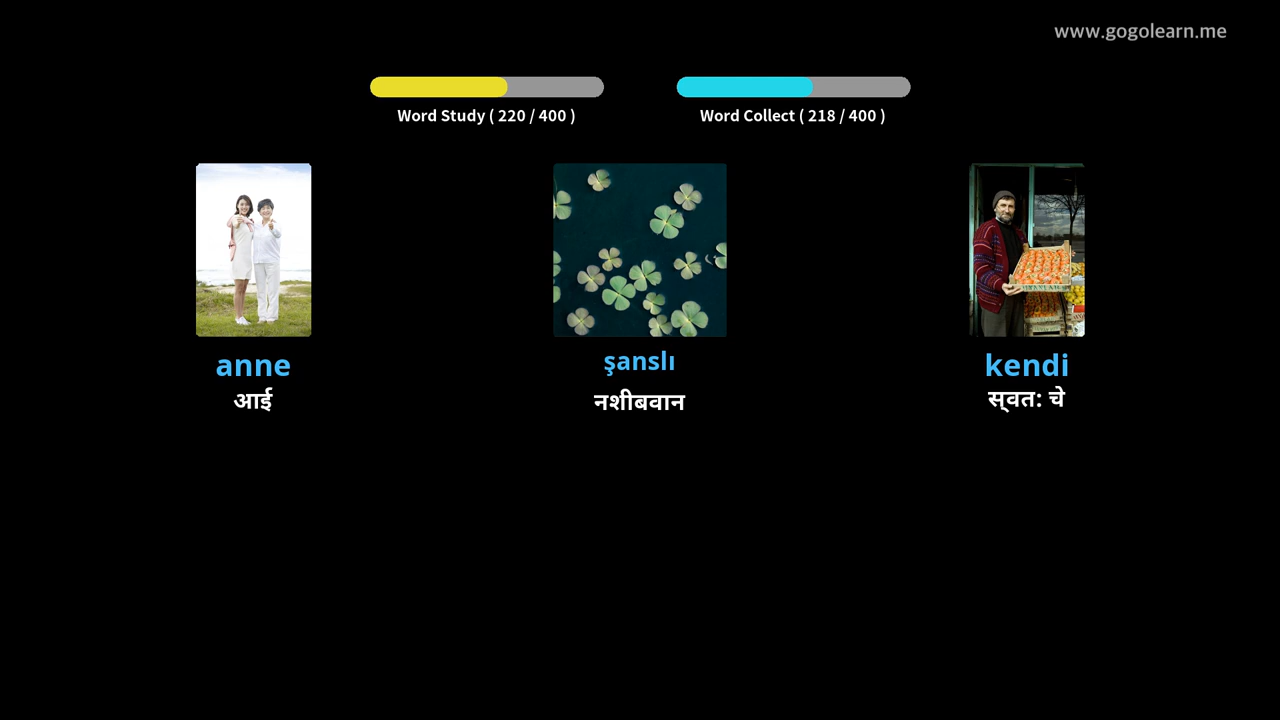 www.gogolearn.me
Word Study ( 220 / 400 )
Word Collect ( 218 / 400 )
anne
şanslı
kendi
आई
नशीबवान
स्वतः चे